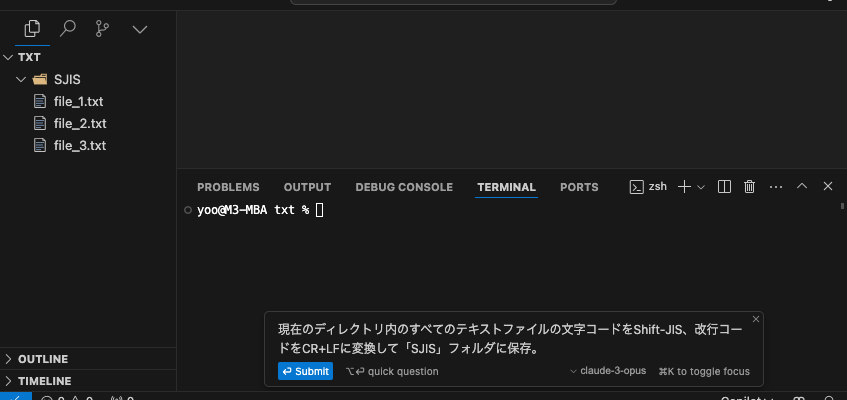 TXT
SJIS
file_1.txt
file_2.txt
file_3.txt
OUTLINE
TIMELINE
PROBLEMS OUTPUT DEBUG CONSOLE TERMINAL PORTS zsh
yoo@M3-MBA txt %
現在のディレクトリ内のすべてのテキストファイルの文字コードをShift-JIS、改行コー
ドをCR+LFに変換して「SJIS」フォルダに保存。
Submit ⌥⏎ quick question claude-3-opus ⌘K to toggle focus